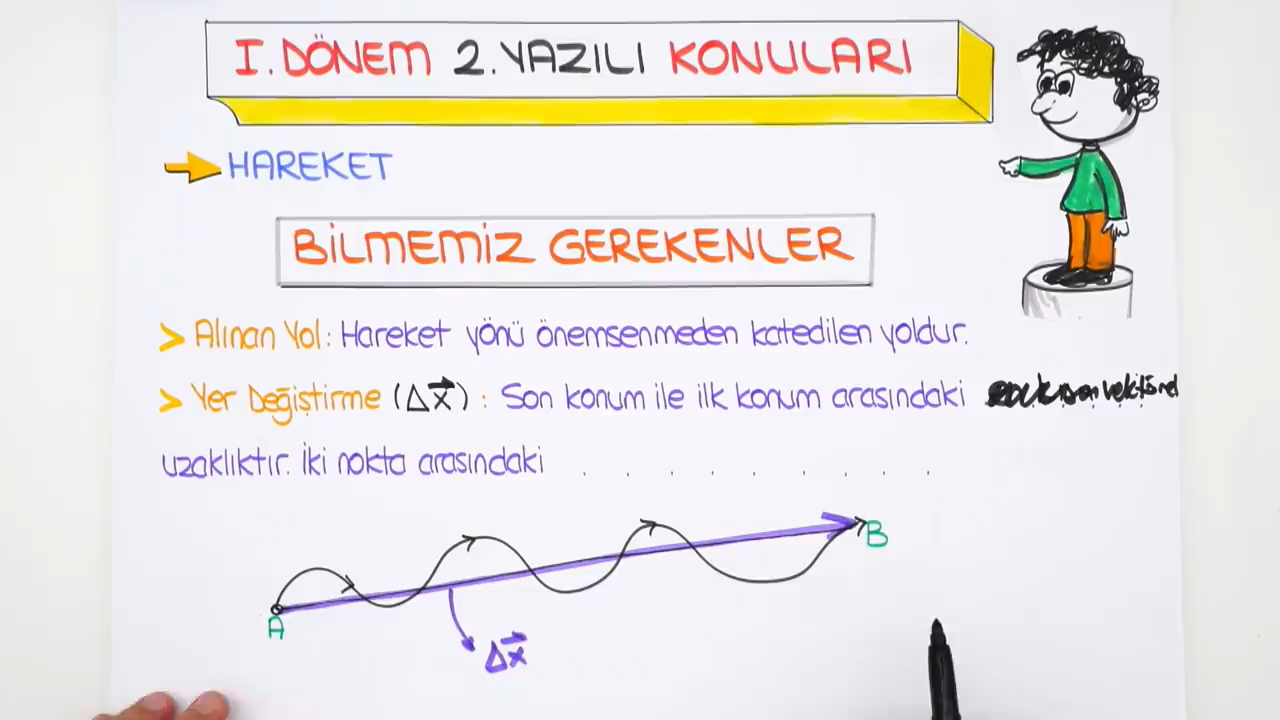 I. DÖNEM 2. YAZILI KONULARI
HAREKET
BİLMEMİZ GEREKENLER
> Alınan Yol: Hareket yönü önemsenmeden katedilen yoldur.
> Yer Değiştirme (Δx⃗) : Son konum ile ilk konum arasındaki vektörel
uzaklıktır. İki nokta arasındaki . . . . . . . . .
B
A
Δx⃗